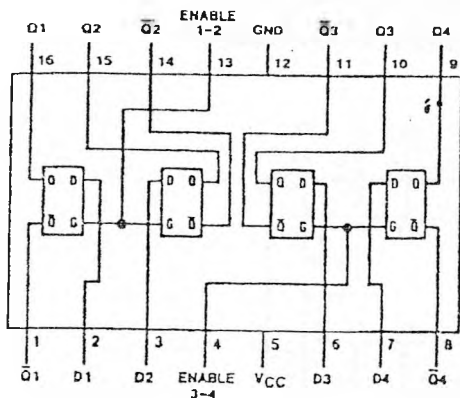 ENABLE
Q1 Q2 Q̅2 1-2 GND Q̅3 Q3 Q4
16 15 14 13 12 11 10 9
Q D D Q Q D D Q
Q̅ G G Q̅ Q̅ G G Q̅
1 2 3 4 5 6 7 8
Q̅1 D1 D2 ENABLE VCC D3 D4 Q̅4
3-4